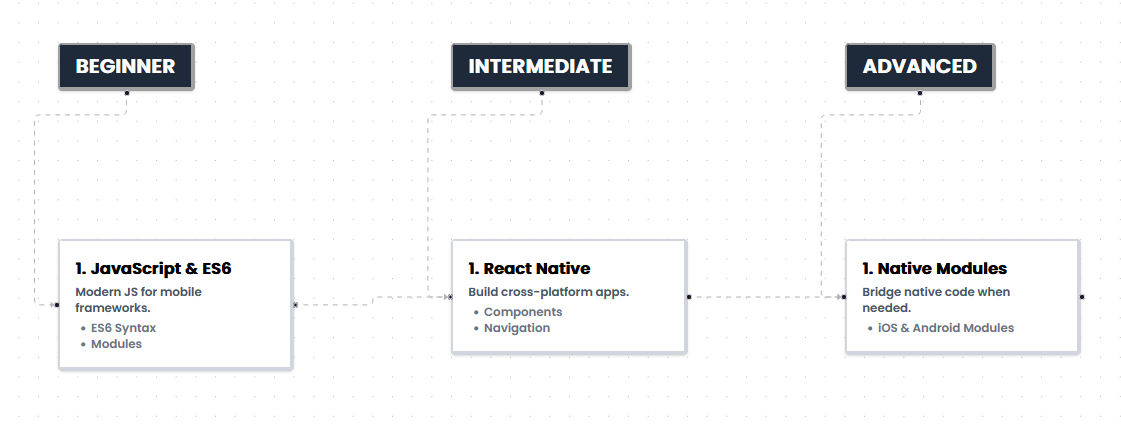 BEGINNER
INTERMEDIATE
ADVANCED
1. JavaScript & ES6
Modern JS for mobile
frameworks.
• ES6 Syntax
• Modules
1. React Native
Build cross-platform apps.
• Components
• Navigation
1. Native Modules
Bridge native code when
needed.
• iOS & Android Modules